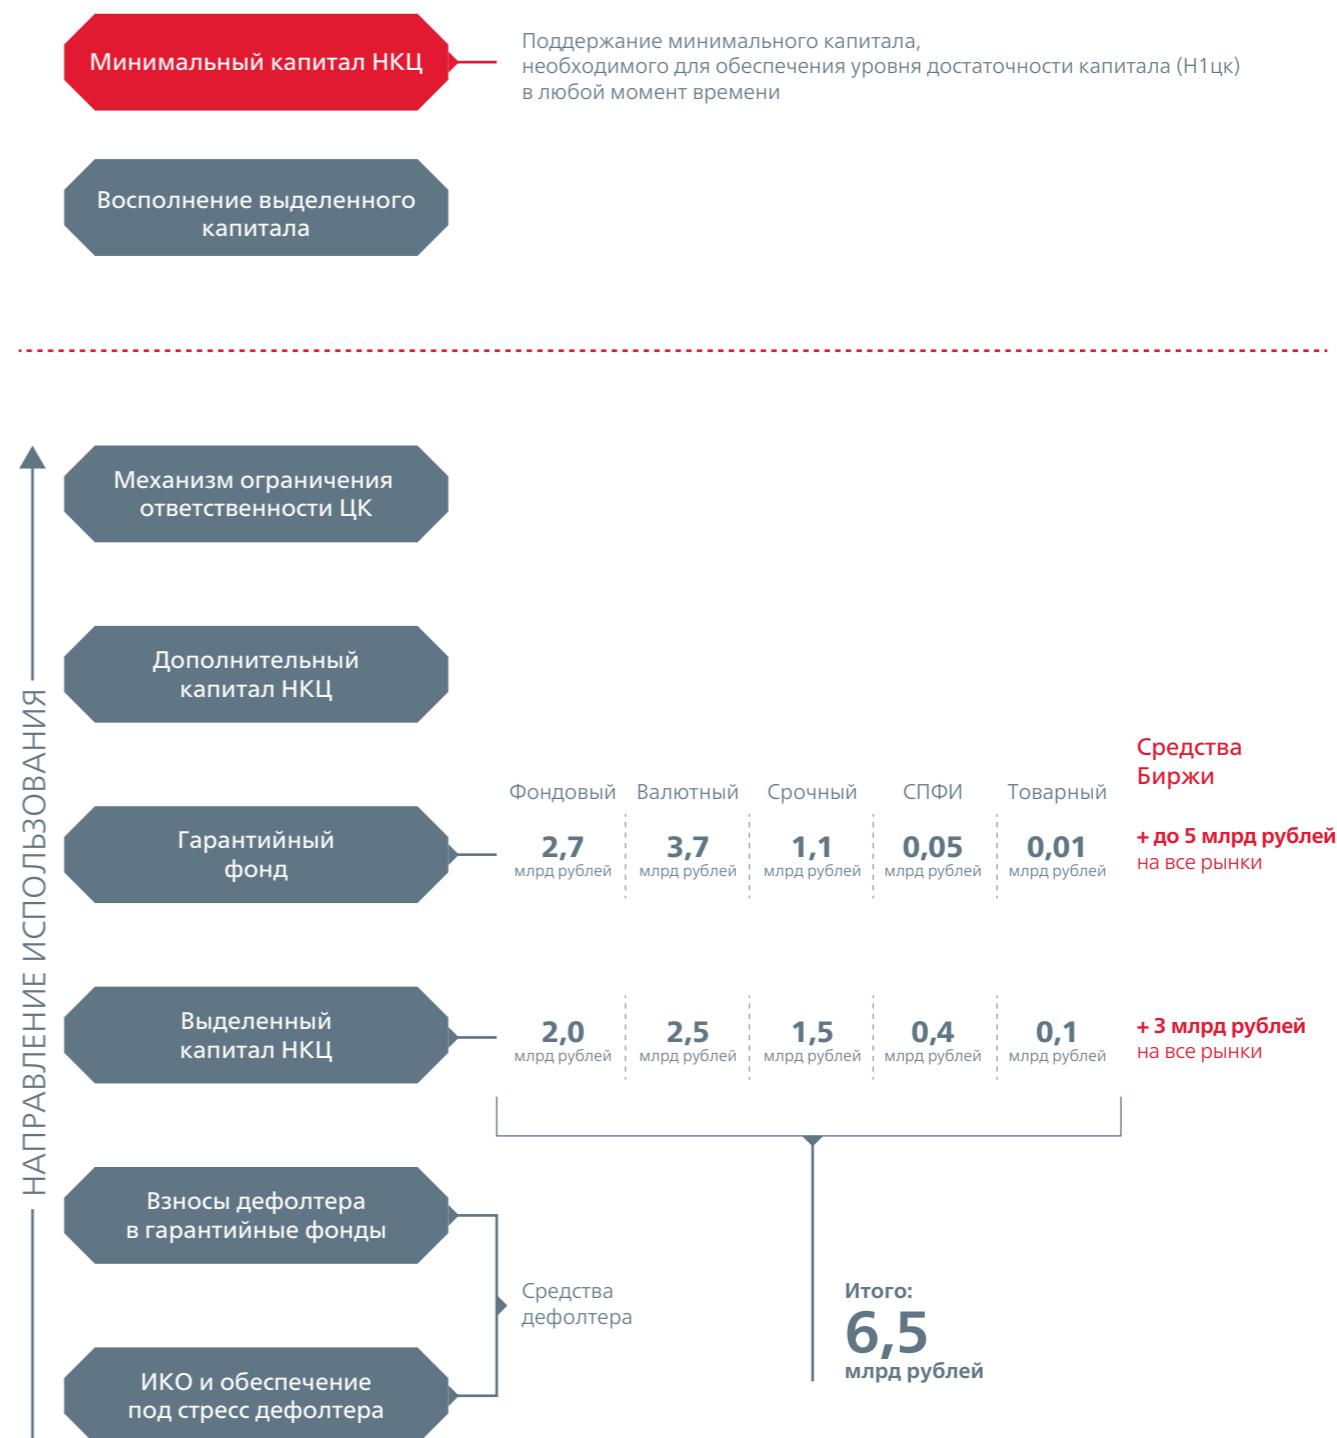 Минимальный капитал НКЦ
Поддержание минимального капитала,
необходимого для обеспечения уровня достаточности капитала (Н1цк)
в любой момент времени
Восполнение выделенного
капитала
НАПРАВЛЕНИЕ ИСПОЛЬЗОВАНИЯ
Механизм ограничения
ответственности ЦК
Дополнительный
капитал НКЦ
Средства
Биржи
Фондовый Валютный Срочный СПФИ Товарный
Гарантийный
фонд
2,7 3,7 1,1 0,05 0,01
млрд рублей млрд рублей млрд рублей млрд рублей млрд рублей
+ до 5 млрд рублей
на все рынки
Выделенный
капитал НКЦ
2,0 2,5 1,5 0,4 0,1
млрд рублей млрд рублей млрд рублей млрд рублей млрд рублей
+ 3 млрд рублей
на все рынки
Взносы дефолтера
в гарантийные фонды
Средства
дефолтера
Итого:
6,5
млрд рублей
ИКО и обеспечение
под стресс дефолтера